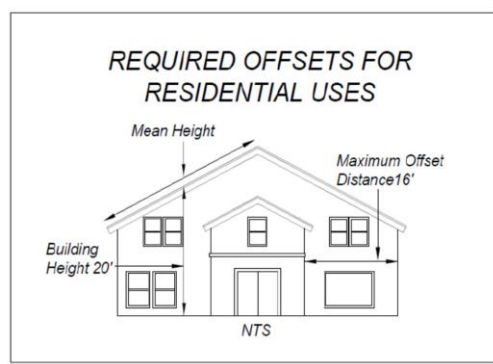 REQUIRED OFFSETS FOR
RESIDENTIAL USES
Mean Height
Maximum Offset
Distance16'
Building
Height 20'
NTS